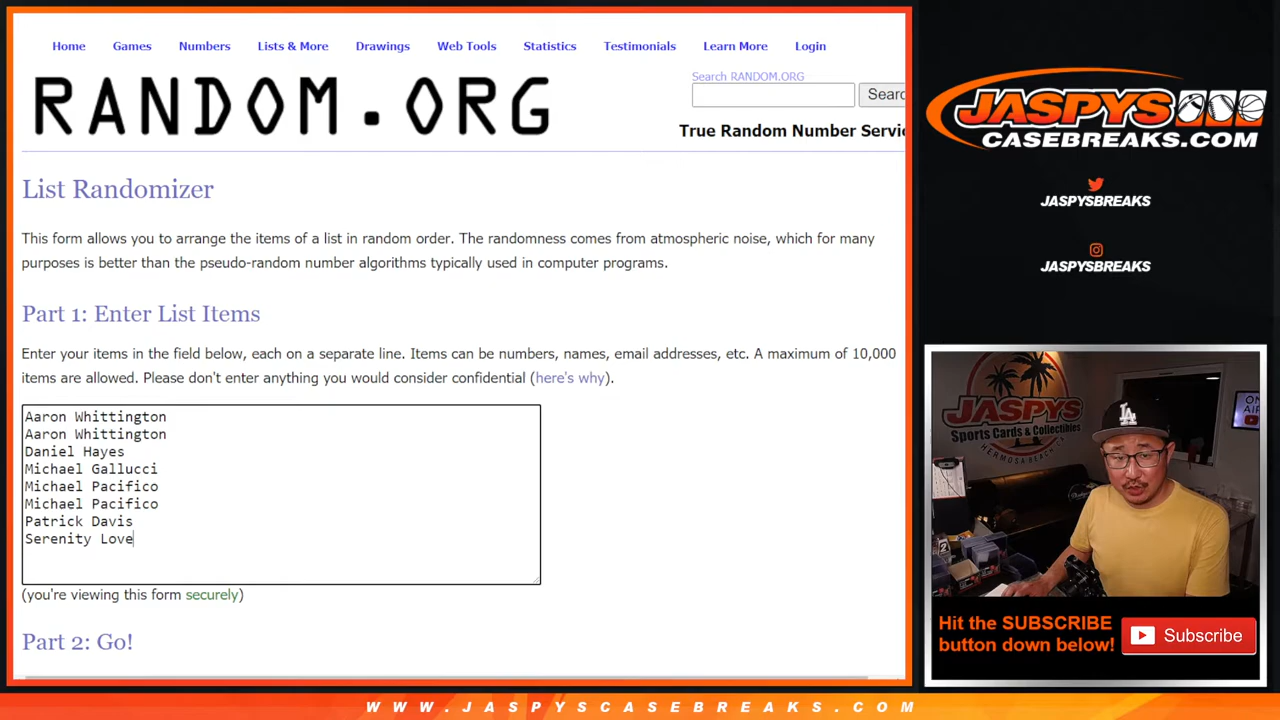 Home Games Numbers Lists & More Drawings Web Tools Statistics Testimonials Learn More Login
RANDOM.ORG
Search RANDOM.ORG
Searc
True Random Number Servic
List Randomizer
This form allows you to arrange the items of a list in random order. The randomness comes from atmospheric noise, which for many
purposes is better than the pseudo-random number algorithms typically used in computer programs.
Part 1: Enter List Items
Enter your items in the field below, each on a separate line. Items can be numbers, names, email addresses, etc. A maximum of 10,000
items are allowed. Please don't enter anything you would consider confidential (here's why).
Aaron Whittington
Aaron Whittington
Daniel Hayes
Michael Gallucci
Michael Pacifico
Michael Pacifico
Patrick Davis
Serenity Love
(you're viewing this form securely)
Part 2: Go!
JASPYS
CASEBREAKS.COM
JASPYSBREAKS
JASPYSBREAKS
JASPYS
Sports Cards & Collectibles
HERMOSA BEACH, CA
LA
ON
AIR
Hit the SUBSCRIBE
button down below!
Subscribe
WWW.JASPYSCASEBREAKS.COM